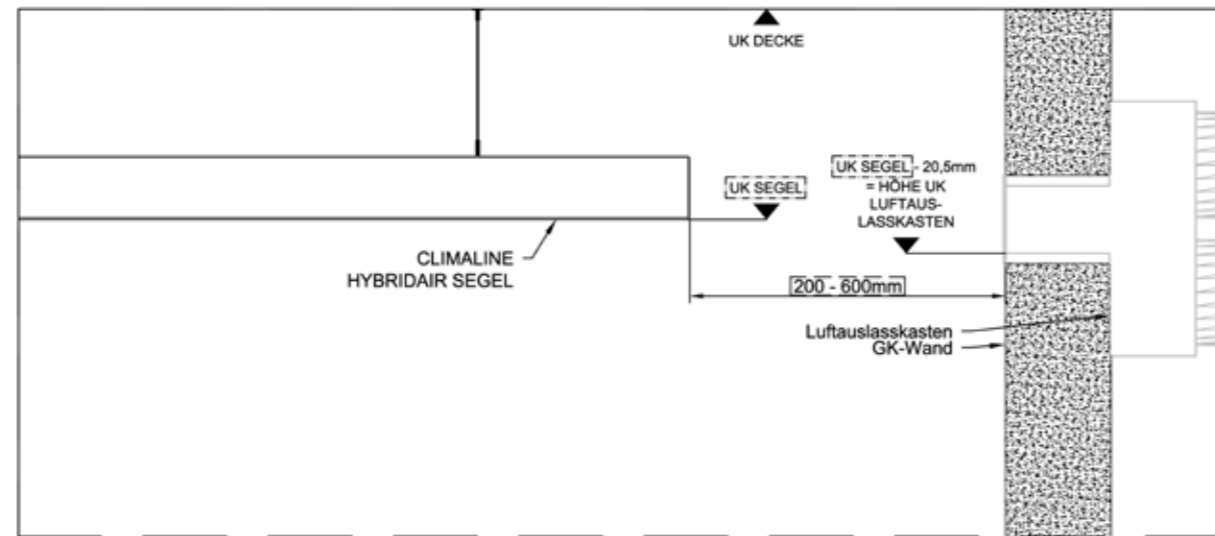 UK DECKE
UK SEGEL
UK SEGEL - 20,5mm
= HÖHE UK
LUFTAUS-
LASSKASTEN
CLIMALINE
HYBRIDAIR SEGEL
200 - 600mm
Luftauslasskasten
GK-Wand